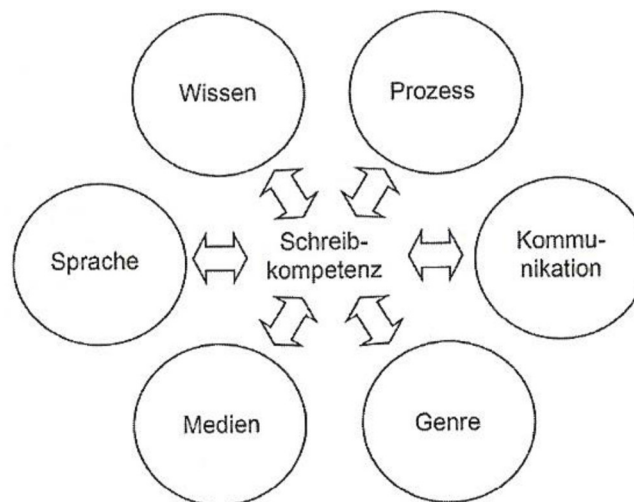 Wissen
Prozess
Sprache
Schreib-
kompetenz
Kommu-
nikation
Medien
Genre